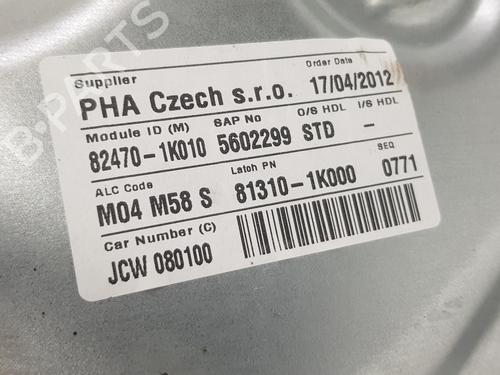 Supplier Order Date
PHA Czech s.r.o. 17/04/2012
Module ID (M) SAP No O/S HDL I/S HDL
82470-1K010 5602299 STD -
ALC Code Latch PN SEQ
M04 M58 S 81310-1K000 0771
Car Number (C)
JCW 080100
B-PARTS